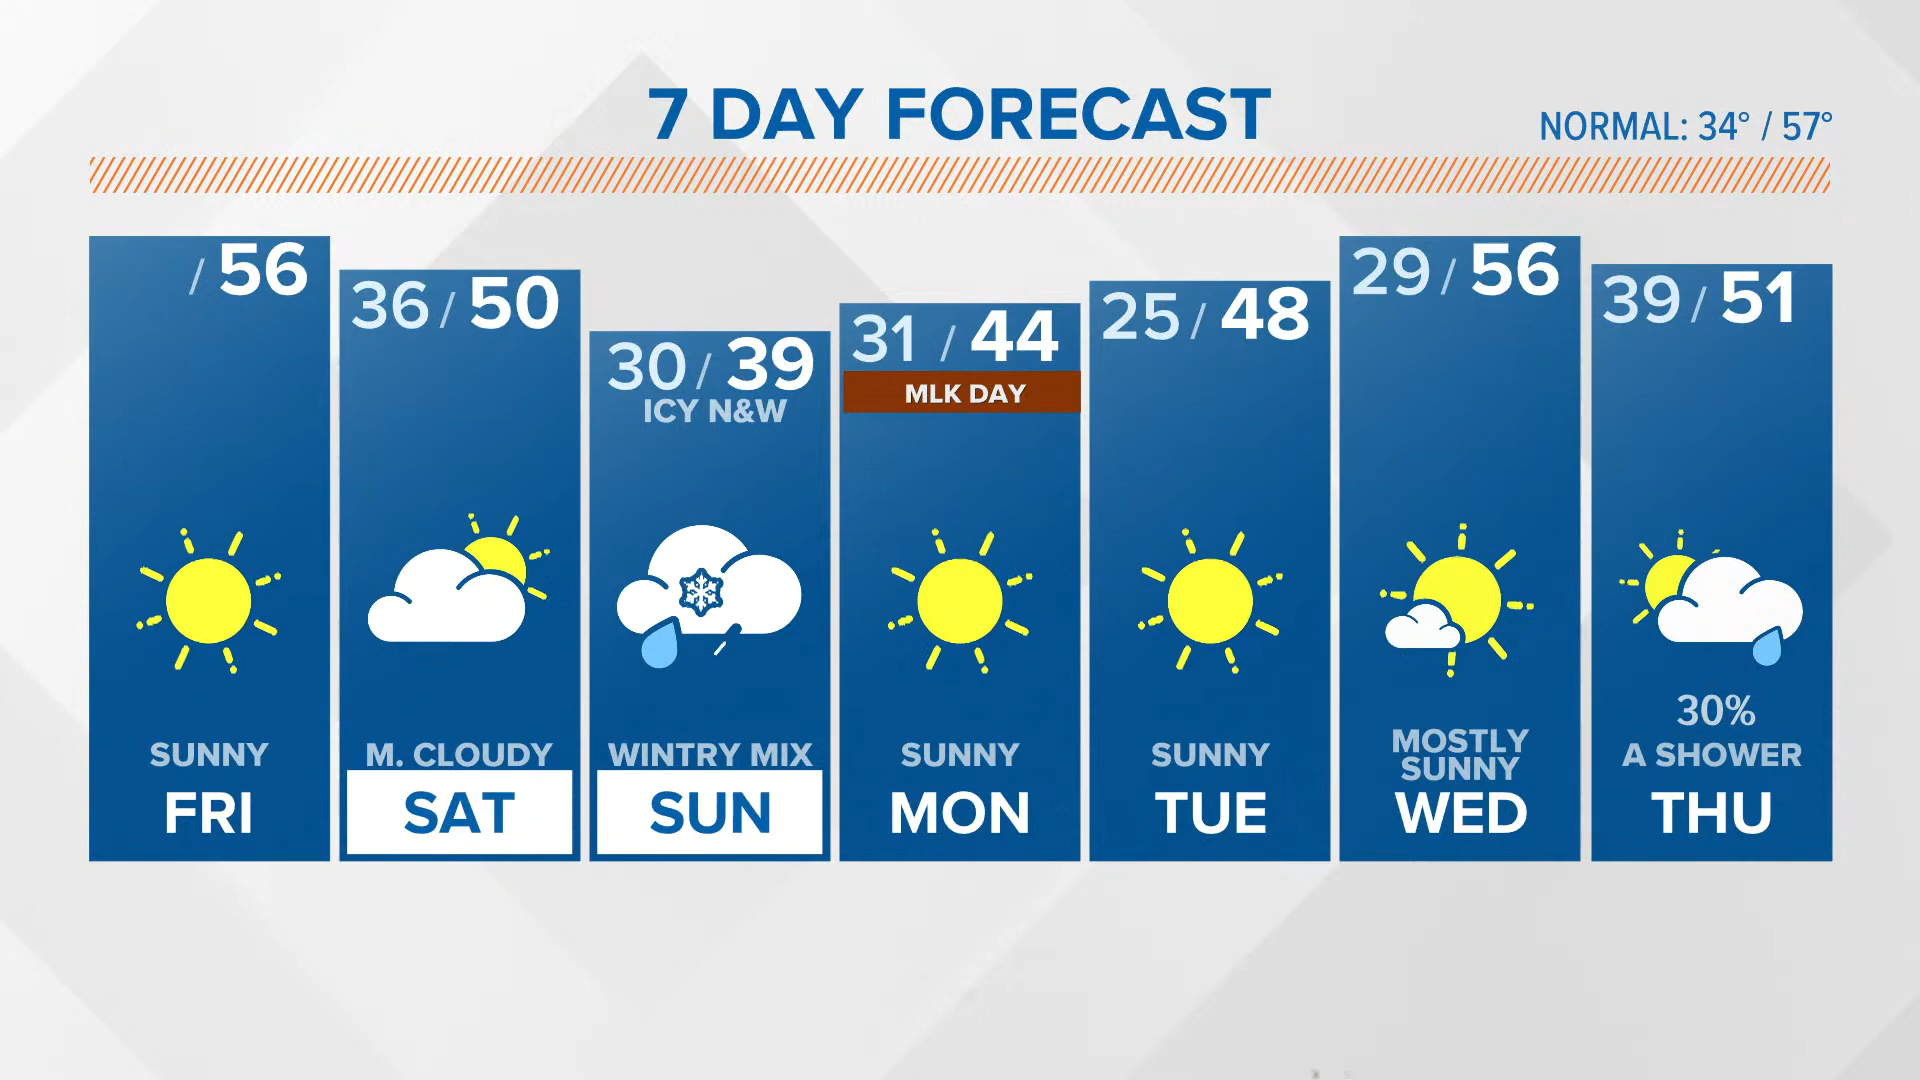 7 DAY FORECAST
NORMAL: 34° / 57°
/ 56
SUNNY
FRI
36 / 50
M. CLOUDY
SAT
30 / 39
ICY N&W
WINTRY MIX
SUN
31 / 44
MLK DAY
SUNNY
MON
25 / 48
SUNNY
TUE
29 / 56
MOSTLY
SUNNY
WED
39 / 51
30%
A SHOWER
THU